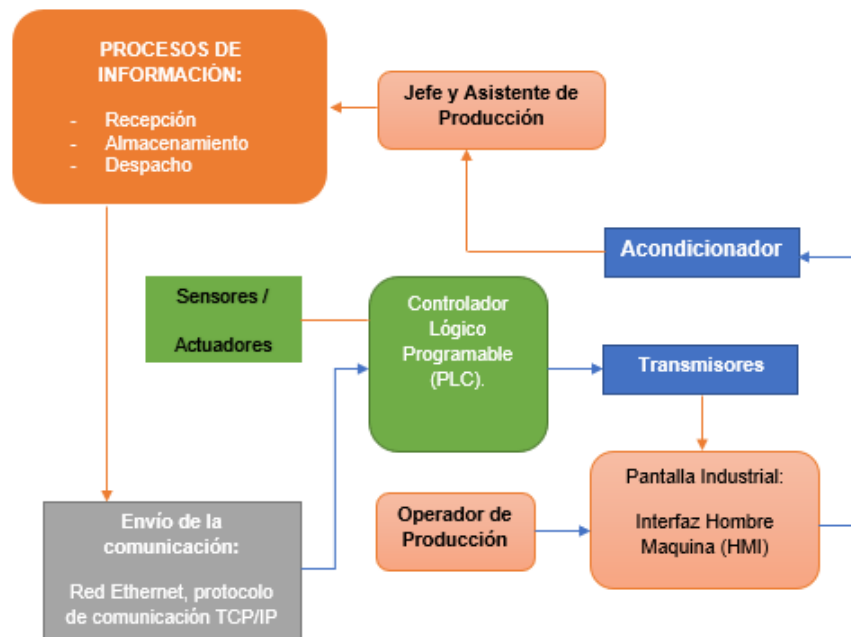 PROCESOS DE
INFORMACIÓN:
- Recepción
- Almacenamiento
- Despacho
Jefe y Asistente de
Producción
Acondicionador
Sensores /
Actuadores
Controlador
Lógico
Programable
(PLC).
Transmisores
Pantalla Industrial:
Interfaz Hombre
Maquina (HMI)
Operador de
Producción
Envío de la
comunicación:
Red Ethernet, protocolo
de comunicación TCP/IP